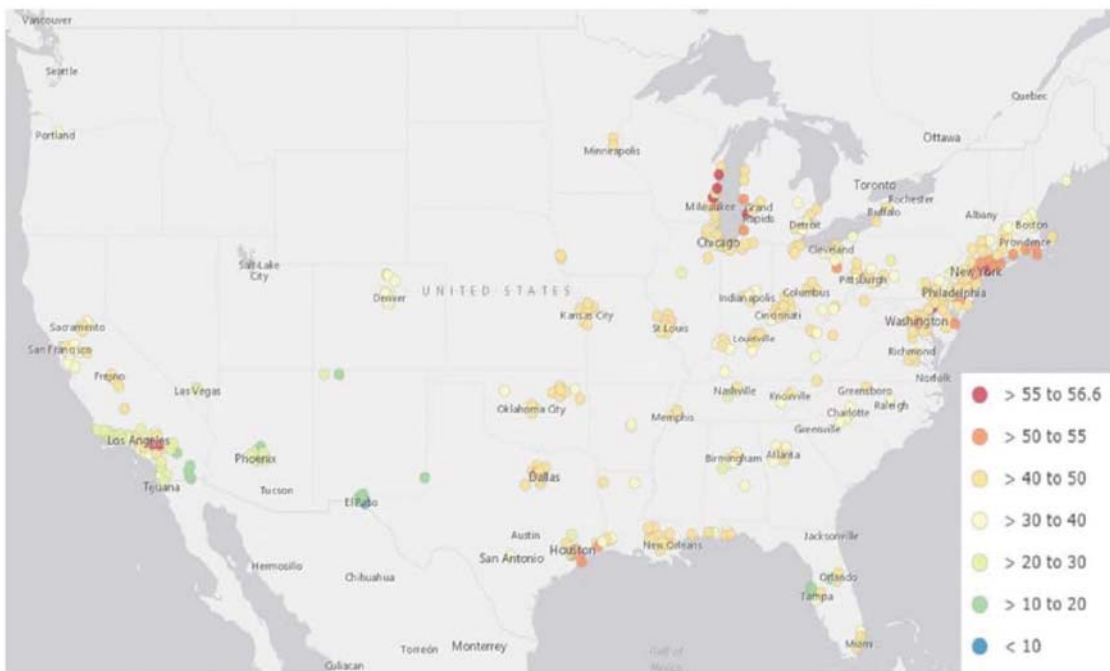 Vancouver
Seattle
Quebec
Portland
Ottawa
Minneapolis
Toronto
Rochester
Milwaukee
Grand
Rapids
Buffalo
Albany
Detroit
Boston
Chicago
Cleveland
Providence
Salt Lake
City
New York
Denver
UNITED STATES
Pittsburgh
Indianapolis
Columbus
Philadelphia
Kansas City
Cincinnati
Sacramento
St Louis
Washington
San Francisco
Louisville
Richmond
Fresno
Norfolk
Las Vegas
Nashville
Knoxville
Greensboro
Raleigh
Oklahoma City
Memphis
Charlotte
Los Angeles
Greenville
Phoenix
Birmingham
Atlanta
Dallas
Tijuana
Tucson
El Paso
Austin
Jacksonville
Houston
New Orleans
San Antonio
Hermosillo
Chihuahua
Orlando
Tampa
Torreón
Monterrey
Miami
Gulf of
Mexico
Culiacan
> 55 to 56.6
> 50 to 55
> 40 to 50
> 30 to 40
> 20 to 30
> 10 to 20
< 10